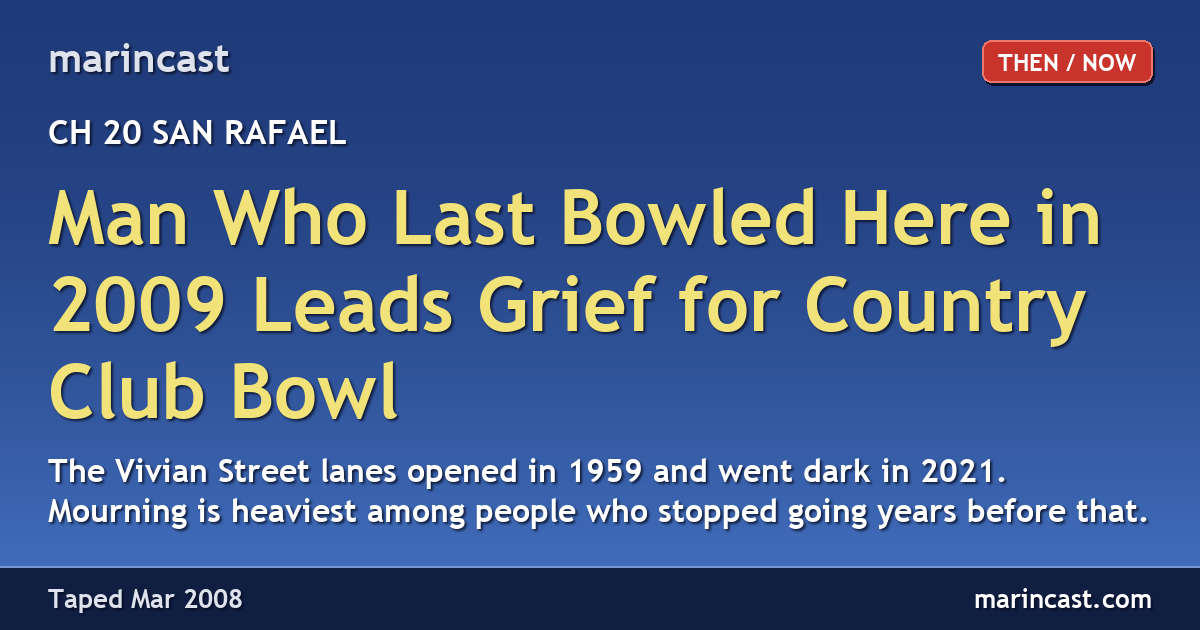 marincast
THEN / NOW
CH 20 SAN RAFAEL
Man Who Last Bowled Here in
2009 Leads Grief for Country
Club Bowl
The Vivian Street lanes opened in 1959 and went dark in 2021.
Mourning is heaviest among people who stopped going years before that.
Taped Mar 2008
marincast.com